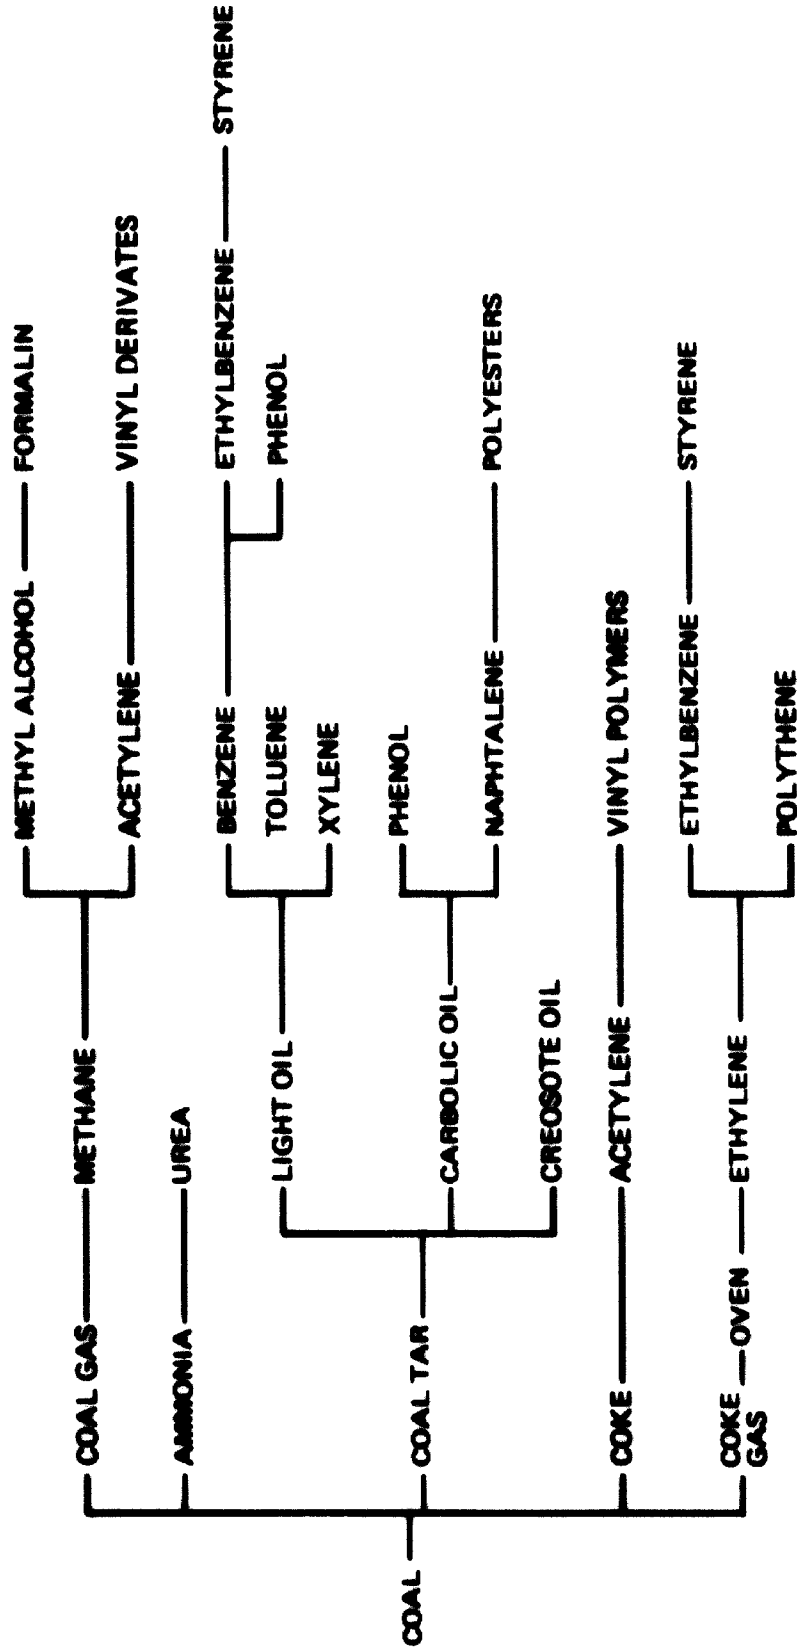 COAL
COAL GAS
METHANE
METHYL ALCOHOL
FORMALIN
ACETYLENE
VINYL DERIVATES
AMMONIA
UREA
COAL TAR
LIGHT OIL
BENZENE
ETHYLBENZENE
STYRENE
PHENOL
TOLUENE
XYLENE
CARBOLIC OIL
PHENOL
NAPHTALENE
POLYESTERS
CREOSOTE OIL
COKE
ACETYLENE
VINYL POLYMERS
COKE
GAS
OVEN
ETHYLENE
ETHYLBENZENE
STYRENE
POLYTHENE